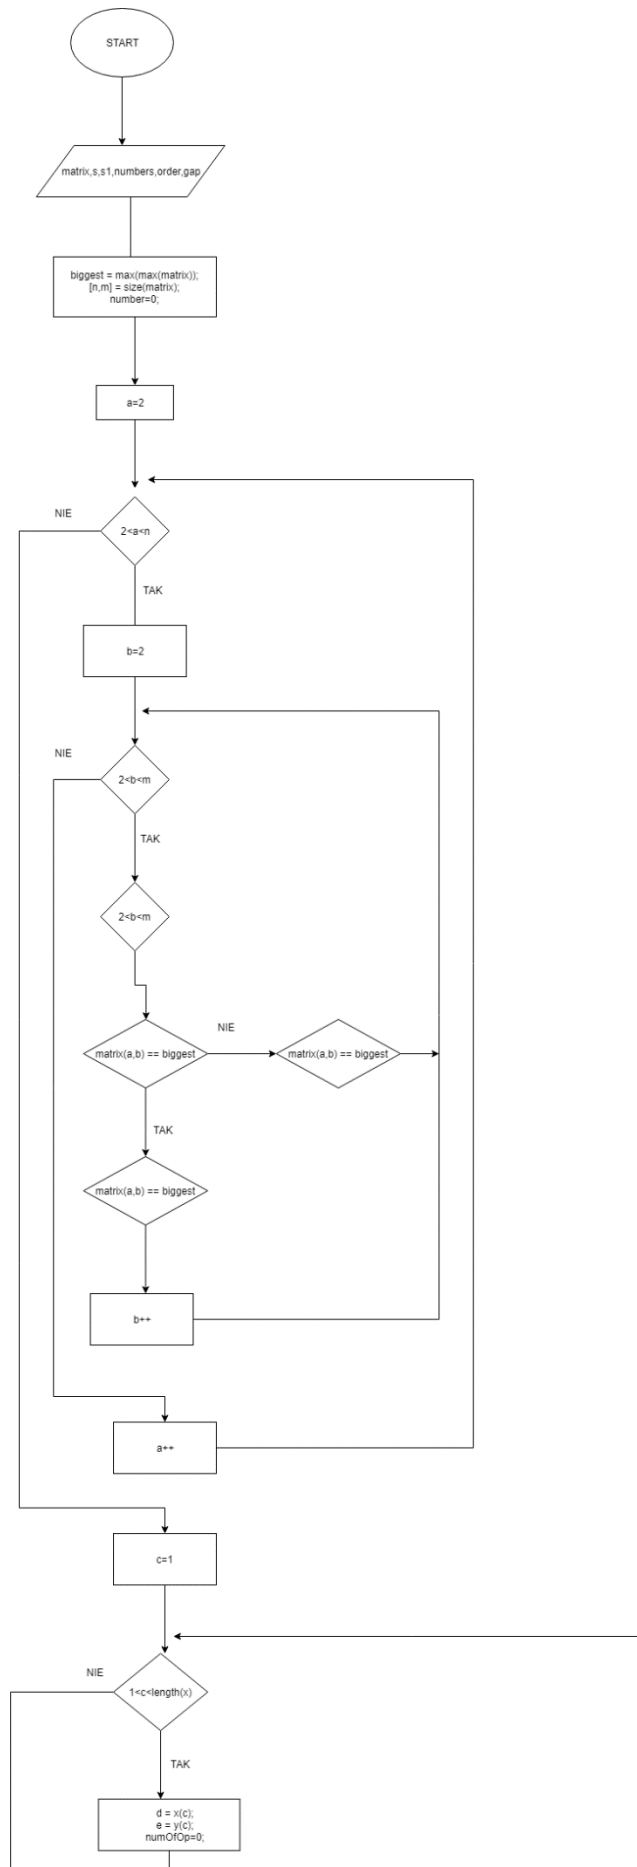 START
matrix,s,s1,numbers,order,gap
biggest = max(max(matrix));
[n,m] = size(matrix);
number=0;
a=2
NIE
2<a<n
TAK
b=2
NIE
2<b<m
TAK
2<b<m
matrix(a,b) == biggest
NIE
matrix(a,b) == biggest
TAK
matrix(a,b) == biggest
b++
a++
c=1
NIE
1<c<length(x)
TAK
d = x(c);
e = y(c);
numOfOp=0;